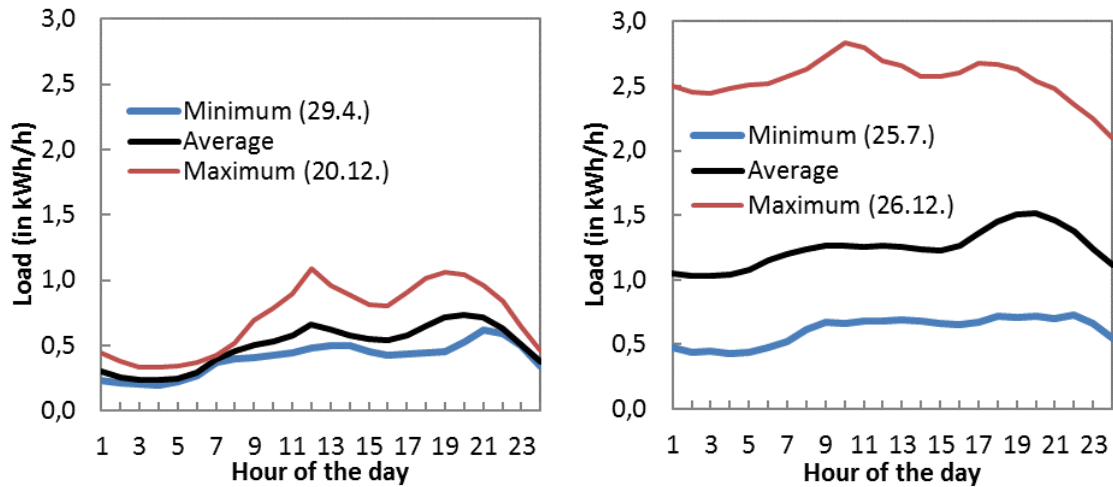 3,0
2,5
2,0
1,5
1,0
0,5
0,0
Load (in kWh/h)
Minimum (29.4.)
Average
Maximum (20.12.)
1 3 5 7 9 11 13 15 17 19 21 23
Hour of the day
3,0
2,5
2,0
1,5
1,0
0,5
0,0
Load (in kWh/h)
Minimum (25.7.)
Average
Maximum (26.12.)
1 3 5 7 9 11 13 15 17 19 21 23
Hour of the day